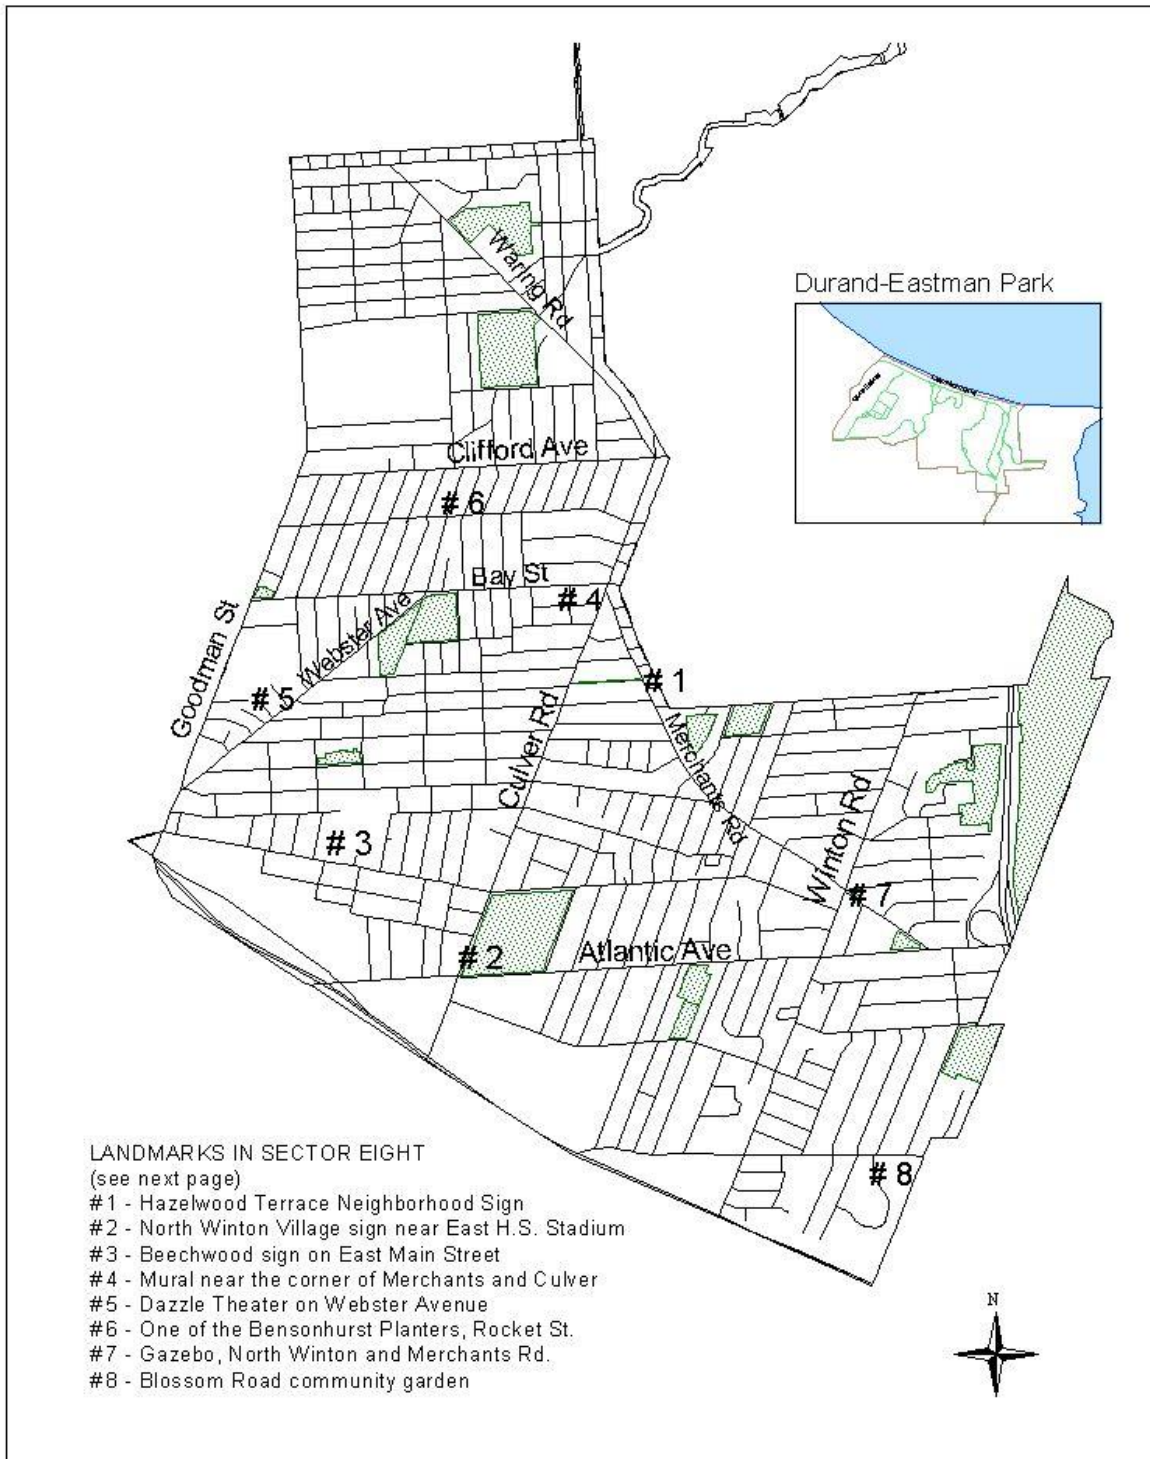 Waring Rd
Durand-Eastman Park
Clifford Ave
# 6
Bay St
# 4
Webster Ave
Goodman St
# 5
# 1
Culver Rd
Merchants Rd
Winton Rd
# 3
# 7
# 2
Atlantic Ave
# 8
LANDMARKS IN SECTOR EIGHT
(see next page)
#1 - Hazelwood Terrace Neighborhood Sign
#2 - North Winton Village sign near East H.S. Stadium
#3 - Beechwood sign on East Main Street
#4 - Mural near the corner of Merchants and Culver
#5 - Dazzle Theater on Webster Avenue
#6 - One of the Bensonhurst Planters, Rocket St.
#7 - Gazebo, North Winton and Merchants Rd.
#8 - Blossom Road community garden
N